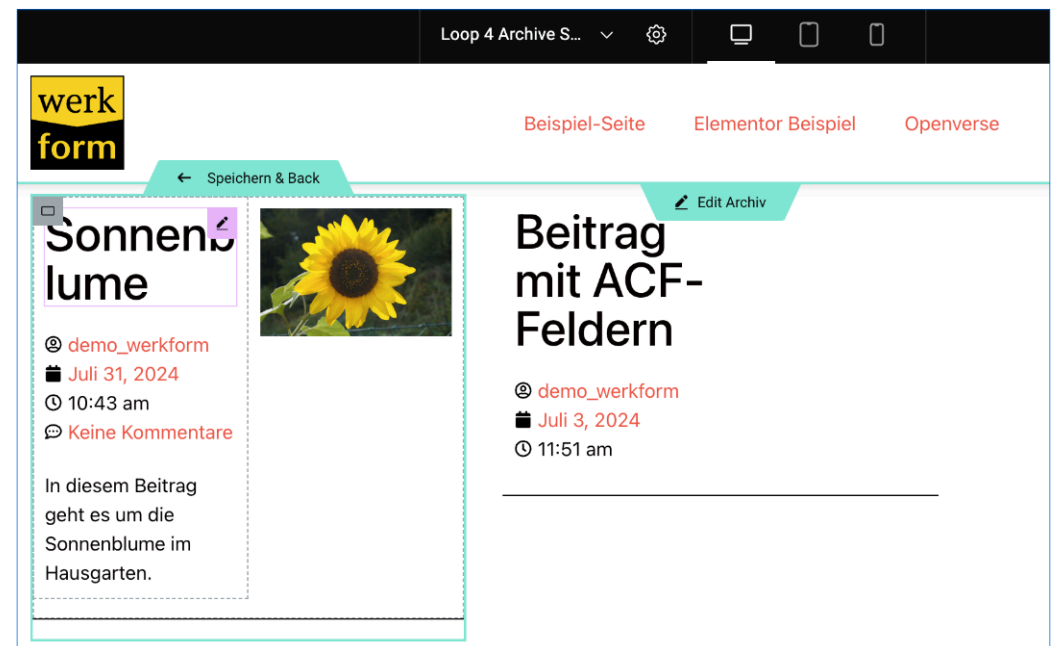 Loop 4 Archive S...
werk
form
Beispiel-Seite Elementor Beispiel Openverse
Speichern & Back
Edit Archiv
Sonnenb
lume
demo_werkform
Juli 31, 2024
10:43 am
Keine Kommentare
In diesem Beitrag
geht es um die
Sonnenblume im
Hausgarten.
Beitrag
mit ACF-
Feldern
demo_werkform
Juli 3, 2024
11:51 am